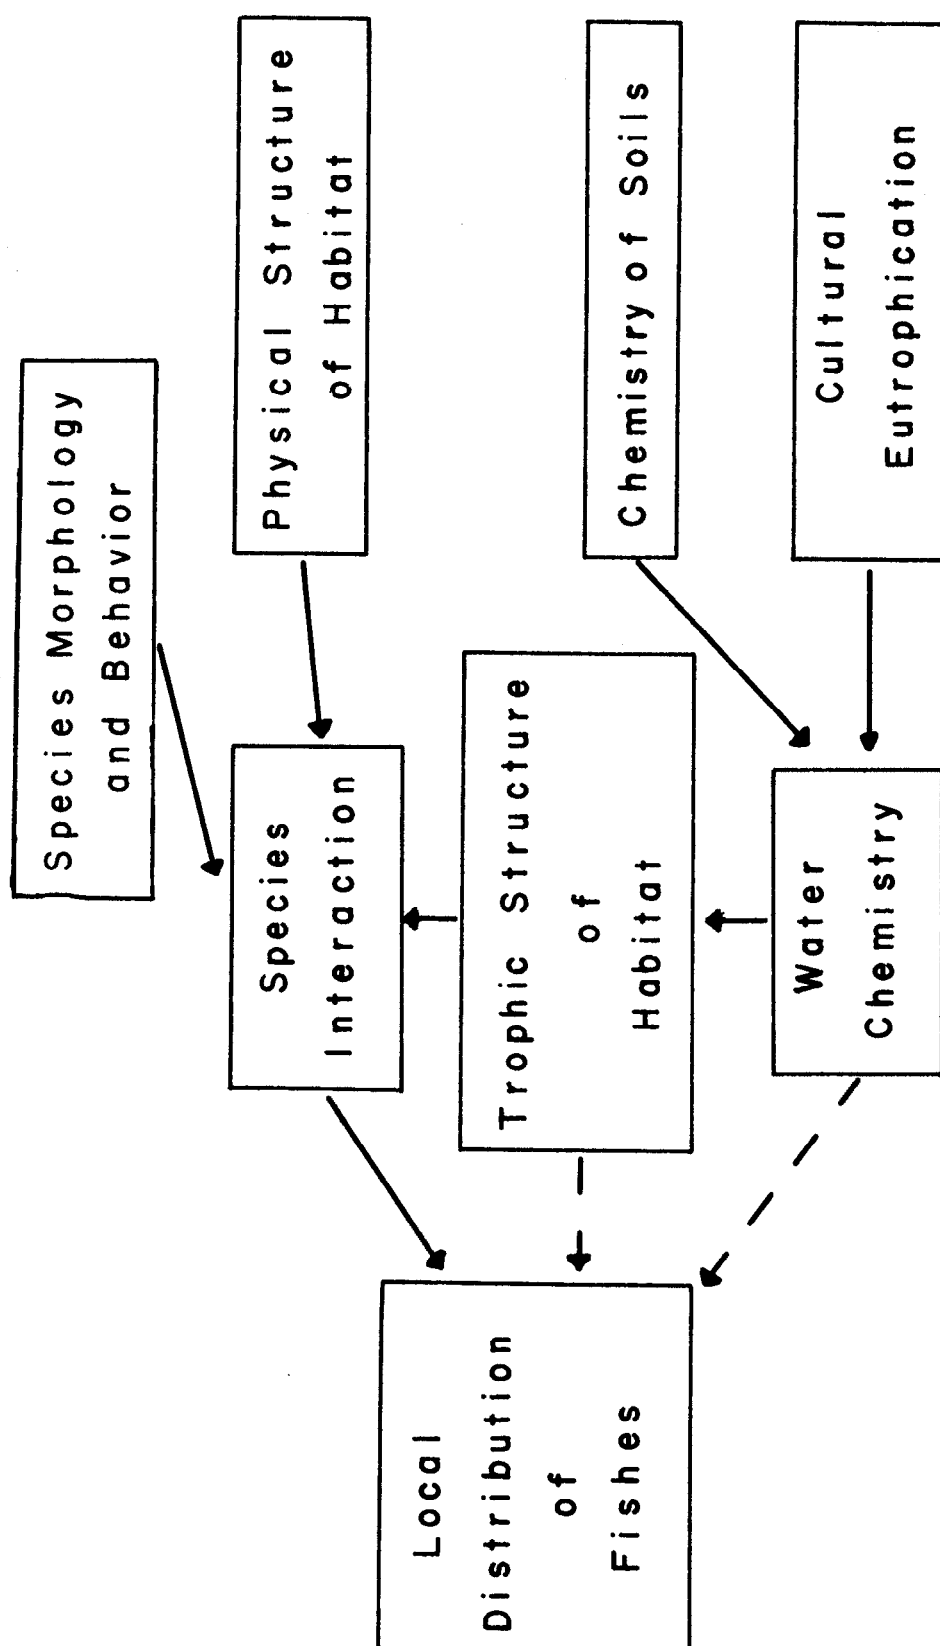 Species Morphology
and Behavior
Physical Structure
of Habitat
Chemistry of Soils
Cultural
Eutrophication
Species
Interaction
Trophic Structure
of
Habitat
Water
Chemistry
Local
Distribution
of
Fishes